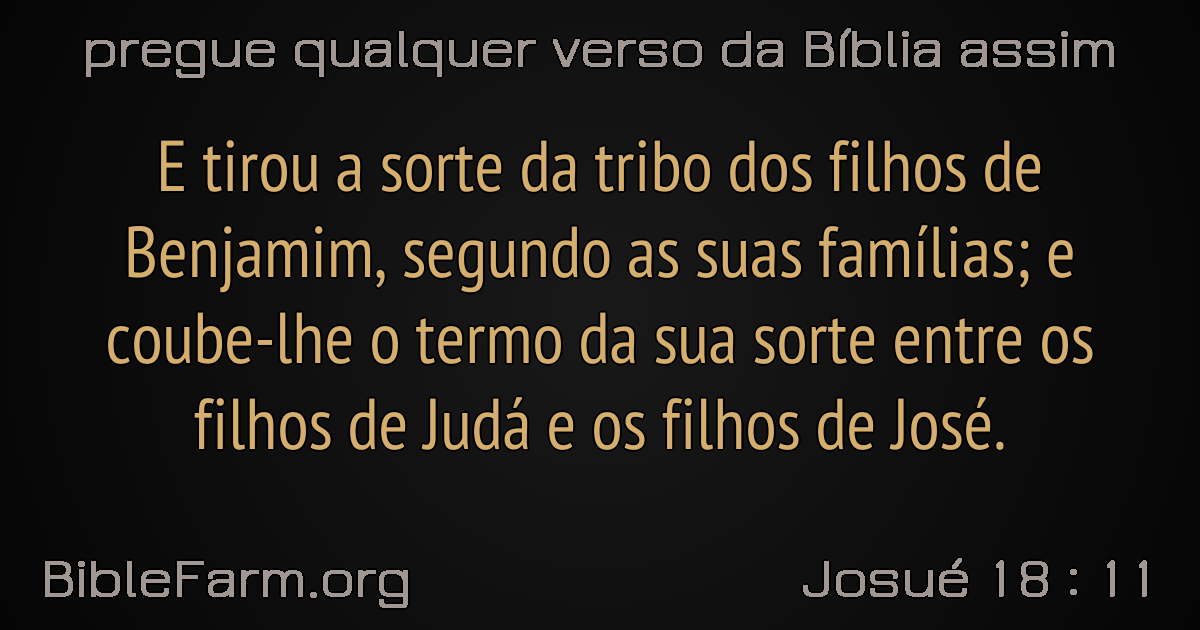 pregue qualquer verso da Bíblia assim
E tirou a sorte da tribo dos filhos de
Benjamim, segundo as suas famílias; e
coube-lhe o termo da sua sorte entre os
filhos de Judá e os filhos de José.
BibleFarm.org
Josué 18 : 11